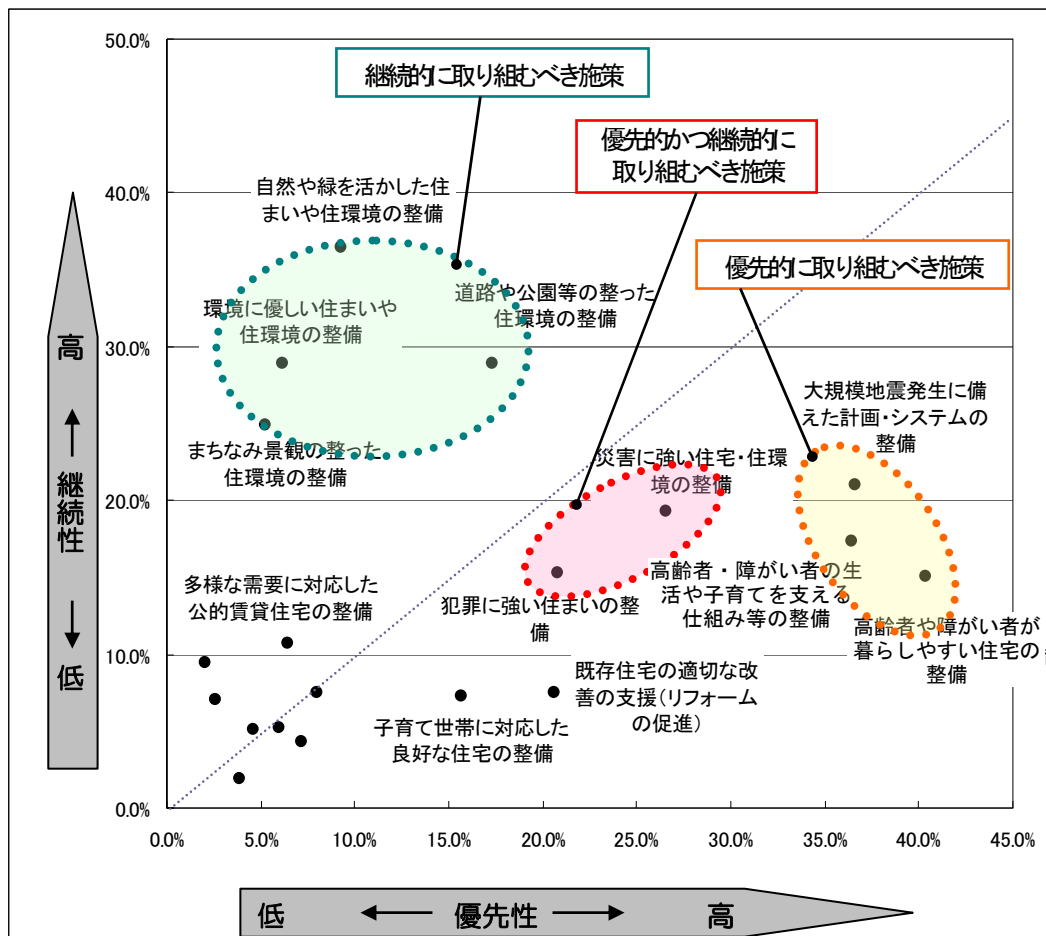 50.0%
40.0%
30.0%
20.0%
10.0%
0.0%
継続的に取り組むべき施策
優先的かつ継続的に
取り組むべき施策
優先的に取り組むべき施策
自然や緑を活かした住
まいや住環境の整備
環境に優しい住まいや
住環境の整備
道路や公園等の整った
住環境の整備
まちなみ景観の整った
住環境の整備
大規模地震発生に備
えた計画・システムの
整備
災害に強い住宅・住環
境の整備
犯罪に強い住まいの整
備
高齢者・障がい者の生
活や子育てを支える
仕組み等の整備
高齢者や障がい者が
暮らしやすい住宅の
整備
多様な需要に対応した
公的賃貸住宅の整備
既存住宅の適切な改
善の支援(リフォーム
の促進)
子育て世帯に対応した
良好な住宅の整備
0.0% 5.0% 10.0% 15.0% 20.0% 25.0% 30.0% 35.0% 40.0% 45.0%
高 ↑ 継続性 ↓ 低
低 ← 優先性 → 高